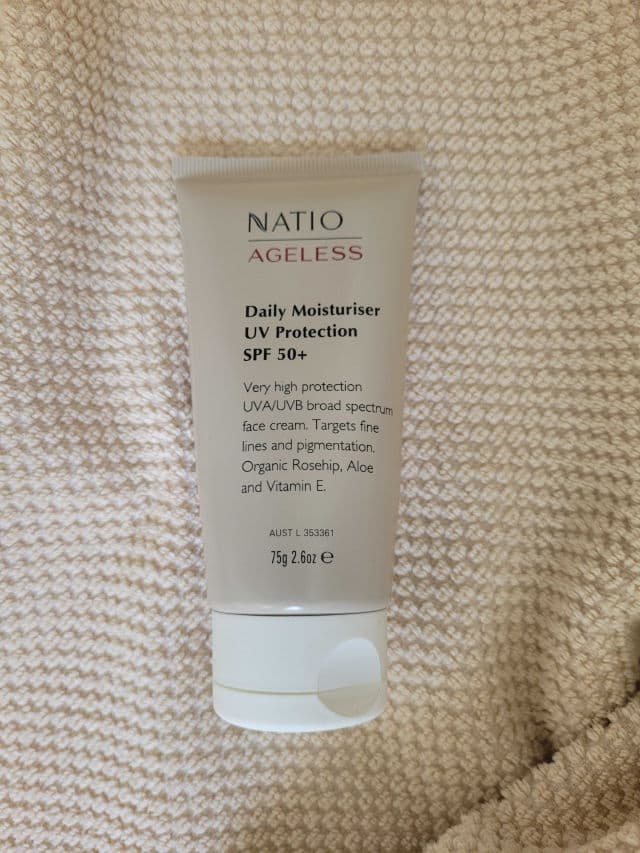 NATIO
AGELESS
Daily Moisturiser
UV Protection
SPF 50+
Very high protection
UVA/UVB broad spectrum
face cream. Targets fine
lines and pigmentation.
Organic Rosehip, Aloe
and Vitamin E.
AUST L 353361
75g 2.6oz ℮